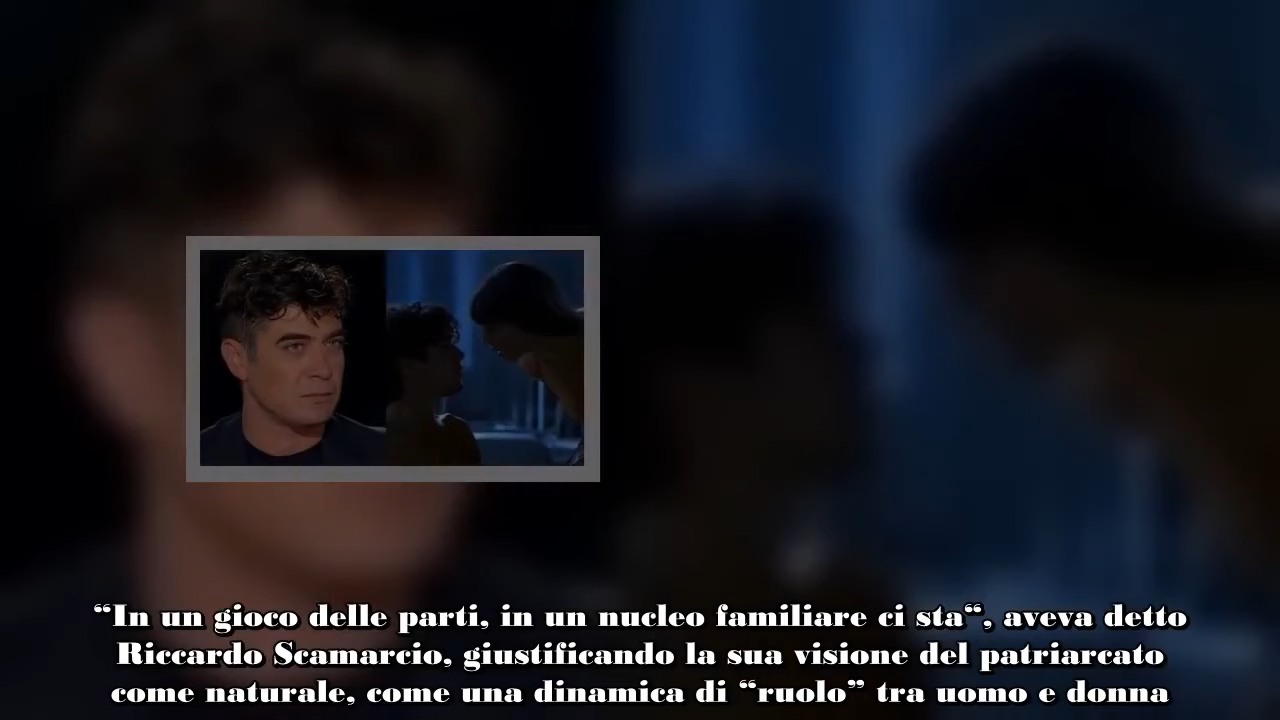 “In un gioco delle parti, in un nucleo familiare ci sta“, aveva detto
Riccardo Scamarcio, giustificando la sua visione del patriarcato
come naturale, come una dinamica di “ruolo” tra uomo e donna